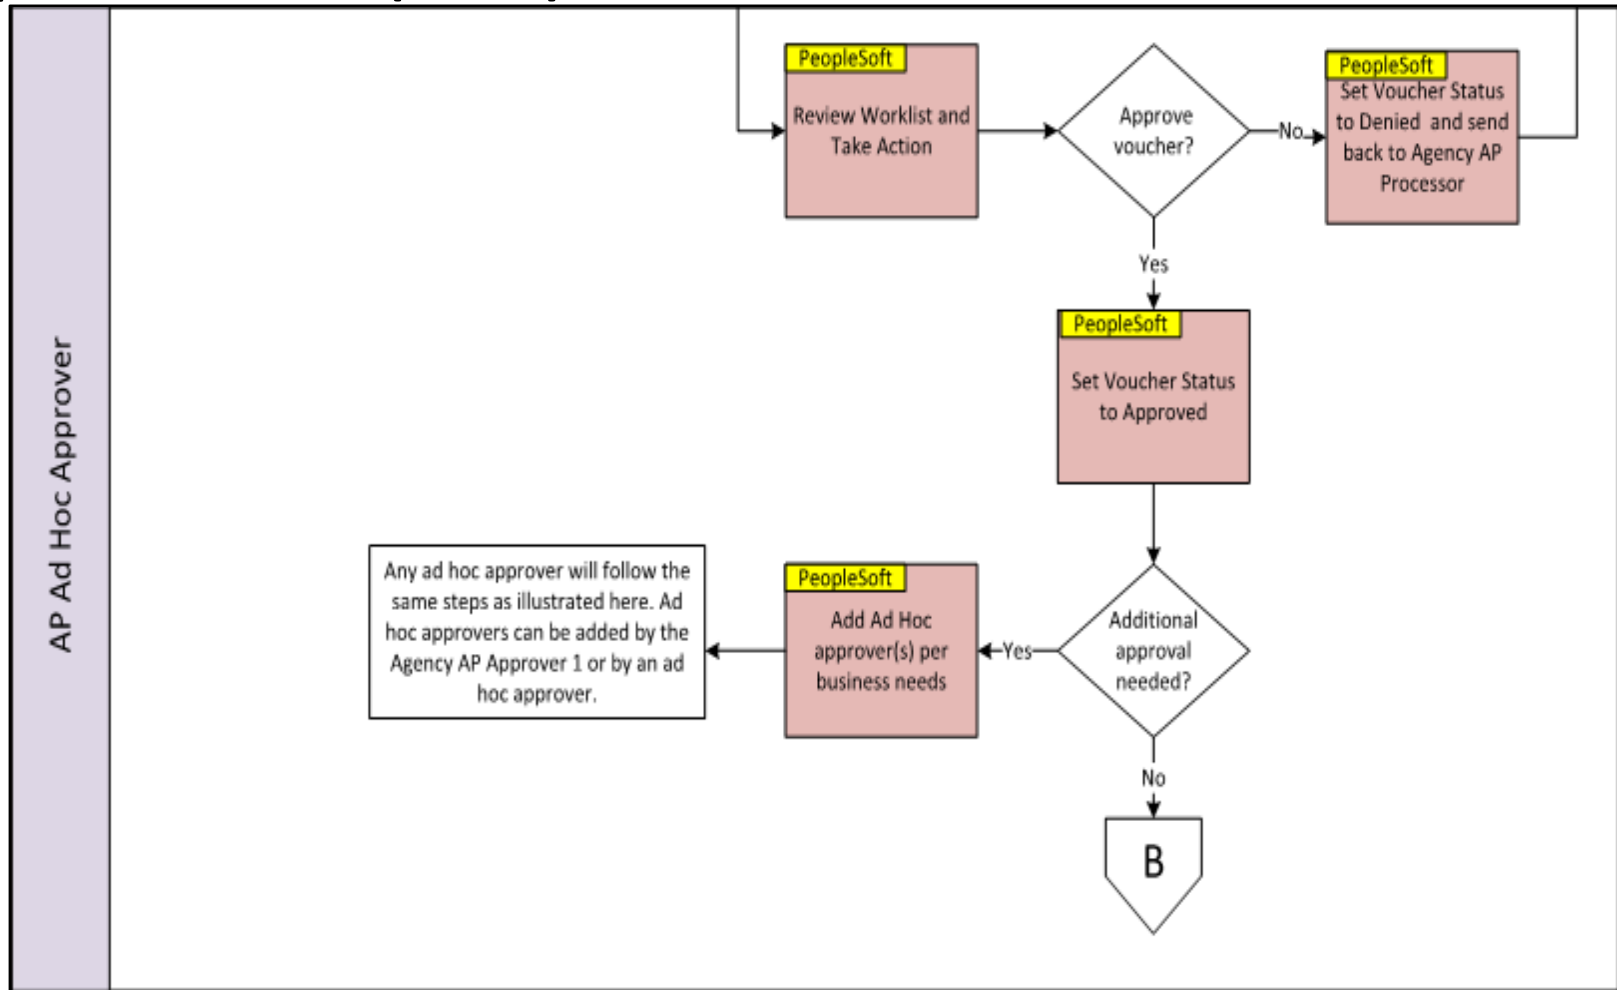 AP Ad Hoc Approver
PeopleSoft
Review Worklist and
Take Action
Approve
voucher?
No
PeopleSoft
Set Voucher Status
to Denied and send
back to Agency AP
Processor
Yes
PeopleSoft
Set Voucher Status
to Approved
Additional
approval
needed?
Yes
PeopleSoft
Add Ad Hoc
approver(s) per
business needs
Any ad hoc approver will follow the
same steps as illustrated here. Ad
hoc approvers can be added by the
Agency AP Approver 1 or by an ad
hoc approver.
No
B